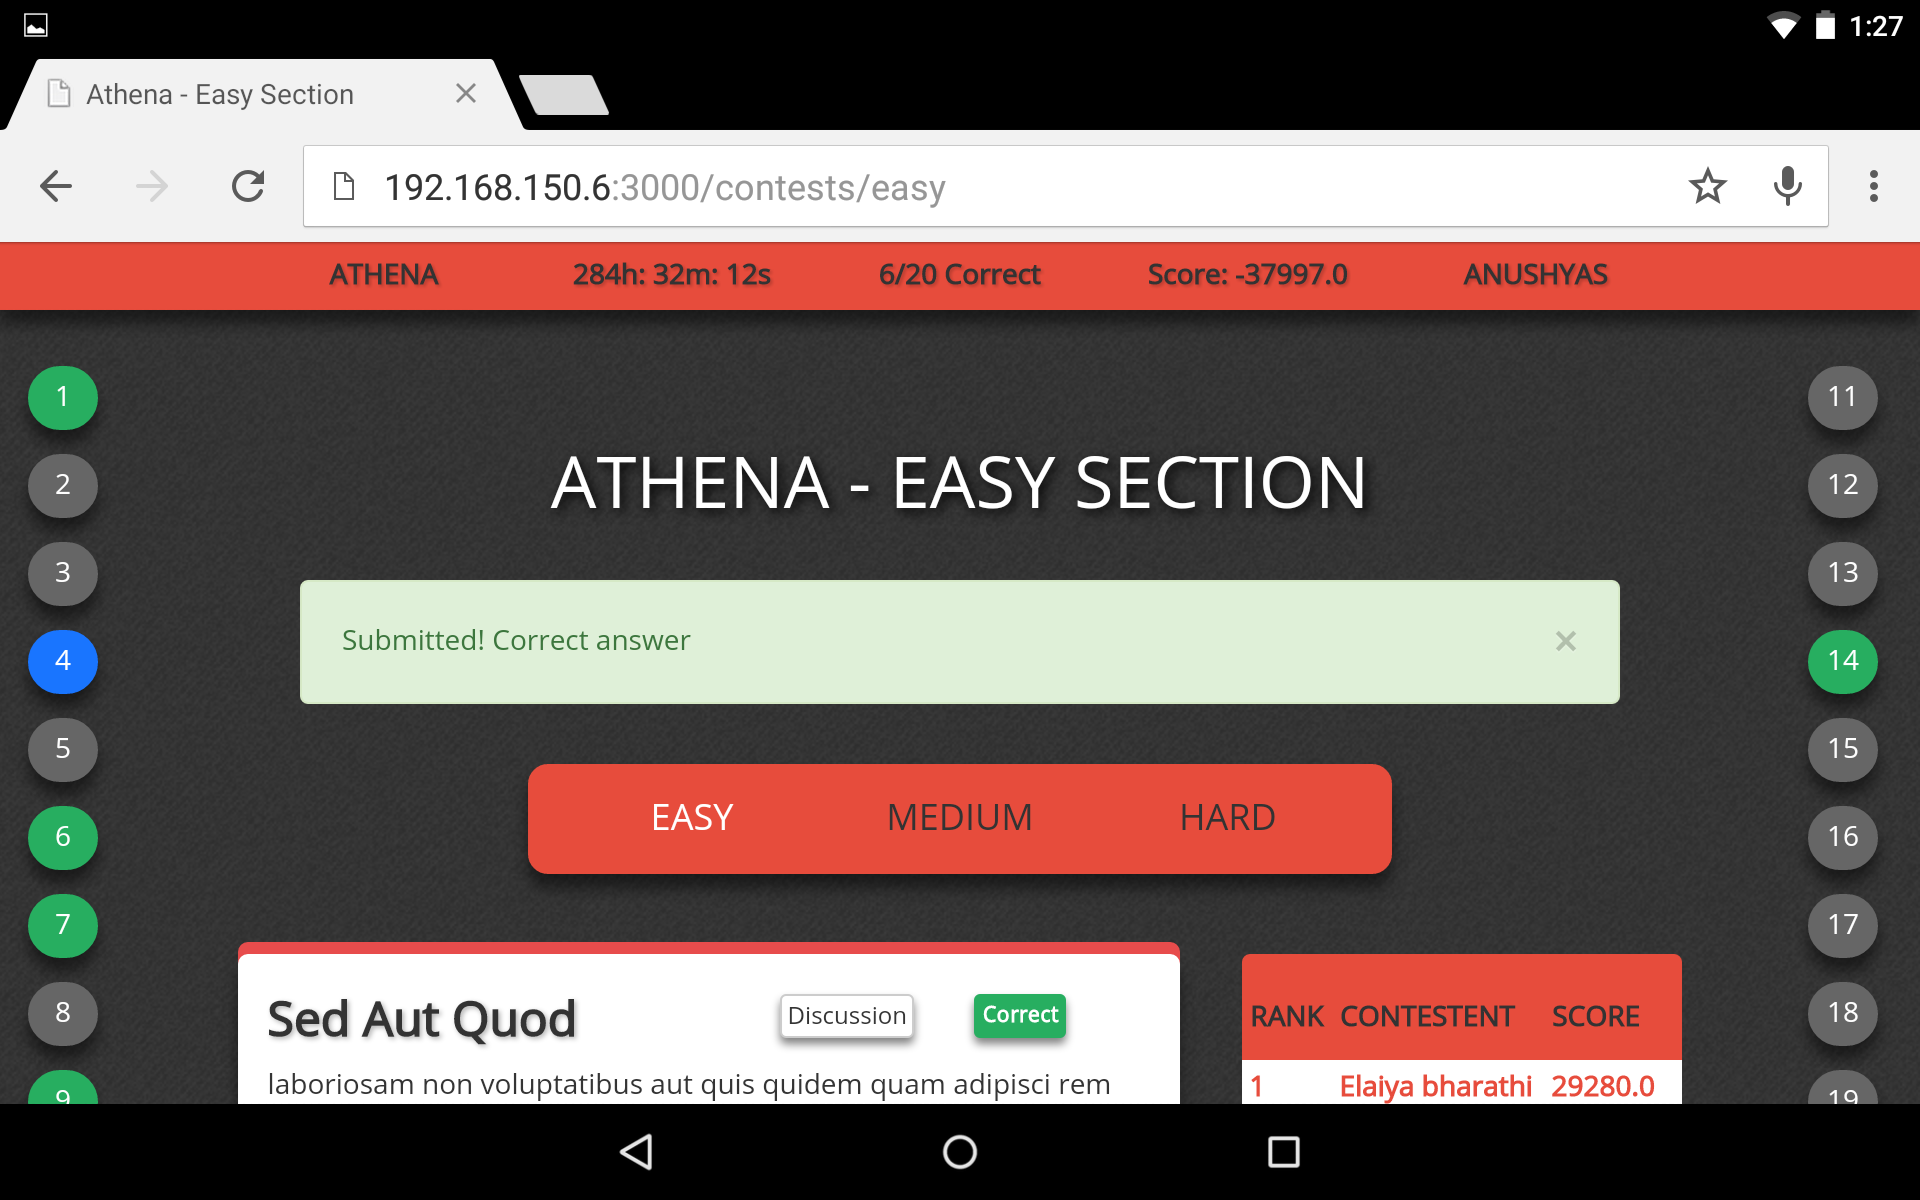 1:27
Athena - Easy Section
192.168.150.6:3000/contests/easy
ATHENA 284h: 32m: 12s 6/20 Correct Score: -37997.0 ANUSHYAS
1 11
2 ATHENA - EASY SECTION 12
3 13
4 Submitted! Correct answer × 14
5 15
6 EASY MEDIUM HARD 16
7 17
8 Sed Aut Quod Discussion Correct RANK CONTESTENT SCORE 18
9 laboriosam non voluptatibus aut quis quidem quam adipisci rem 1 Elaiya bharathi 29280.0 19